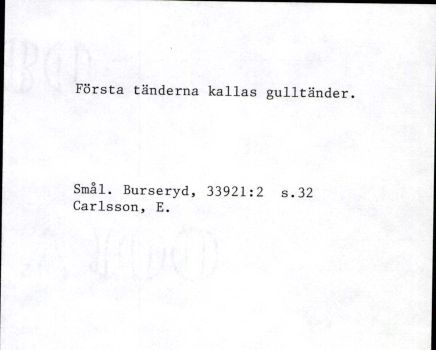 Första tänderna kallas gulltänder.
Smål. Burseryd, 33921:2 s.32
Carlsson, E.